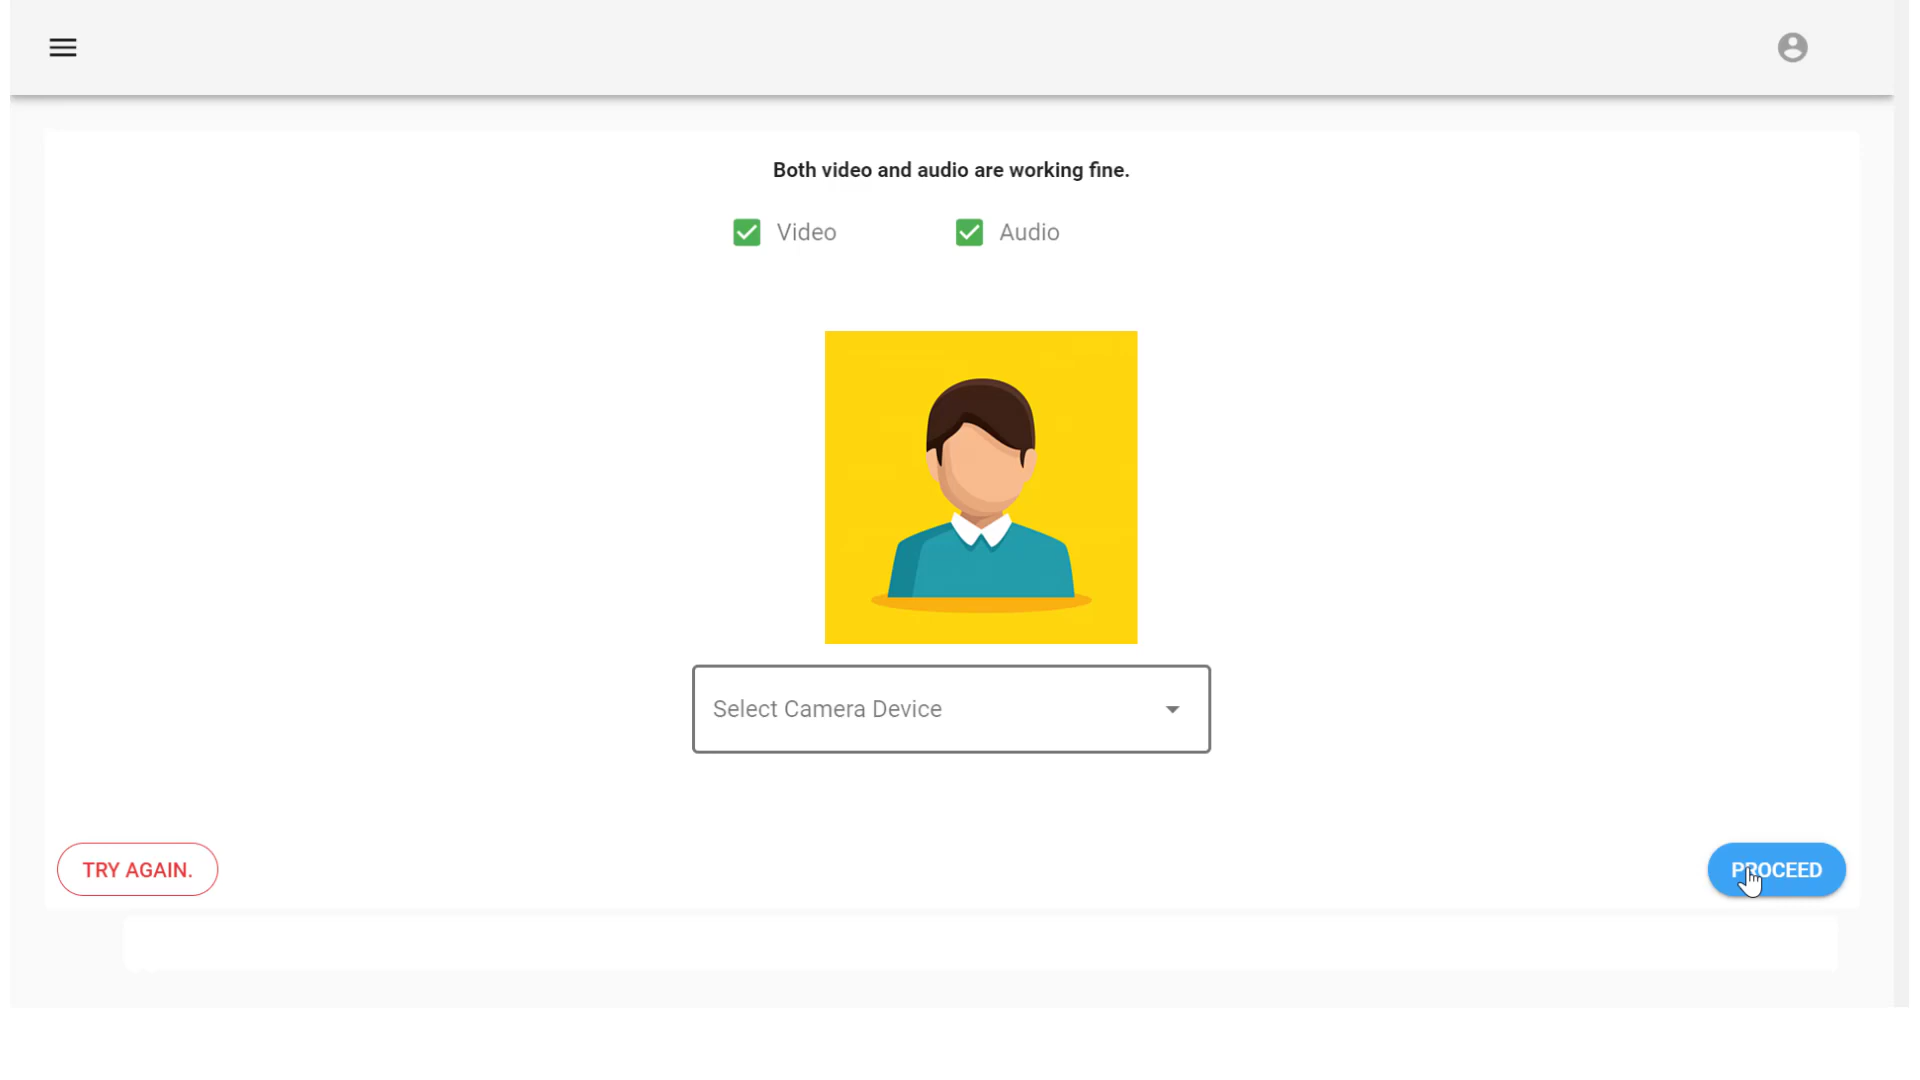 Both video and audio are working fine.
Video Audio
Select Camera Device
TRY AGAIN. PROCEED